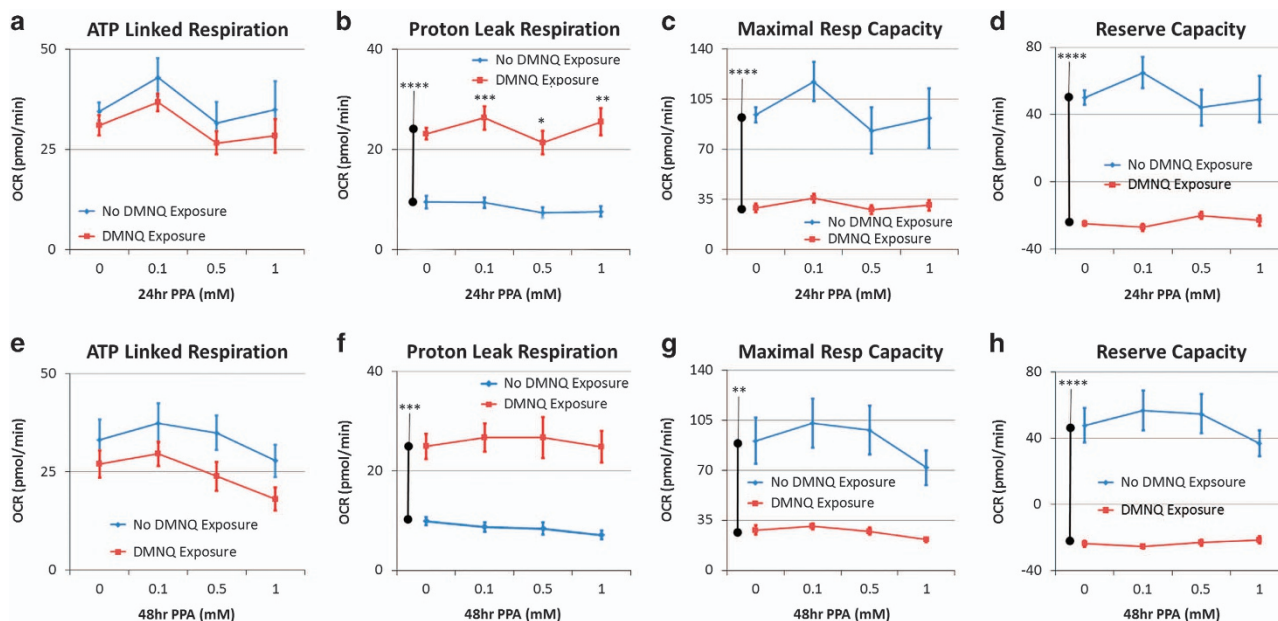 a
ATP Linked Respiration
50
25
0
OCR (pmol/min)
No DMNQ Exposure
DMNQ Exposure
0 0.1 0.5 1
24hr PPA (mM)
b
Proton Leak Respiration
40
20
0
OCR (pmol/min)
No DMNQ Exposure
DMNQ Exposure
****
***
*
**
0 0.1 0.5 1
24hr PPA (mM)
c
Maximal Resp Capacity
140
105
70
35
0
OCR (pmol/min)
****
No DMNQ Exposure
DMNQ Exposure
0 0.1 0.5 1
24hr PPA (mM)
d
Reserve Capacity
80
40
0
-40
OCR (pmol/min)
****
No DMNQ Exposure
DMNQ Exposure
0 0.1 0.5 1
24hr PPA (mM)
e
ATP Linked Respiration
50
25
0
OCR (pmol/min)
No DMNQ Exposure
DMNQ Exposure
0 0.1 0.5 1
48hr PPA (mM)
f
Proton Leak Respiration
40
20
0
OCR (pmol/min)
No DMNQ Exposure
DMNQ Exposure
***
0 0.1 0.5 1
48hr PPA (mM)
g
Maximal Resp Capacity
140
105
70
35
0
OCR (pmol/min)
**
No DMNQ Exposure
DMNQ Exposure
0 0.1 0.5 1
48hr PPA (mM)
h
Reserve Capacity
80
40
0
-40
OCR (pmol/min)
****
No DMNQ Exposure
DMNQ Exposure
0 0.1 0.5 1
48hr PPA (mM)